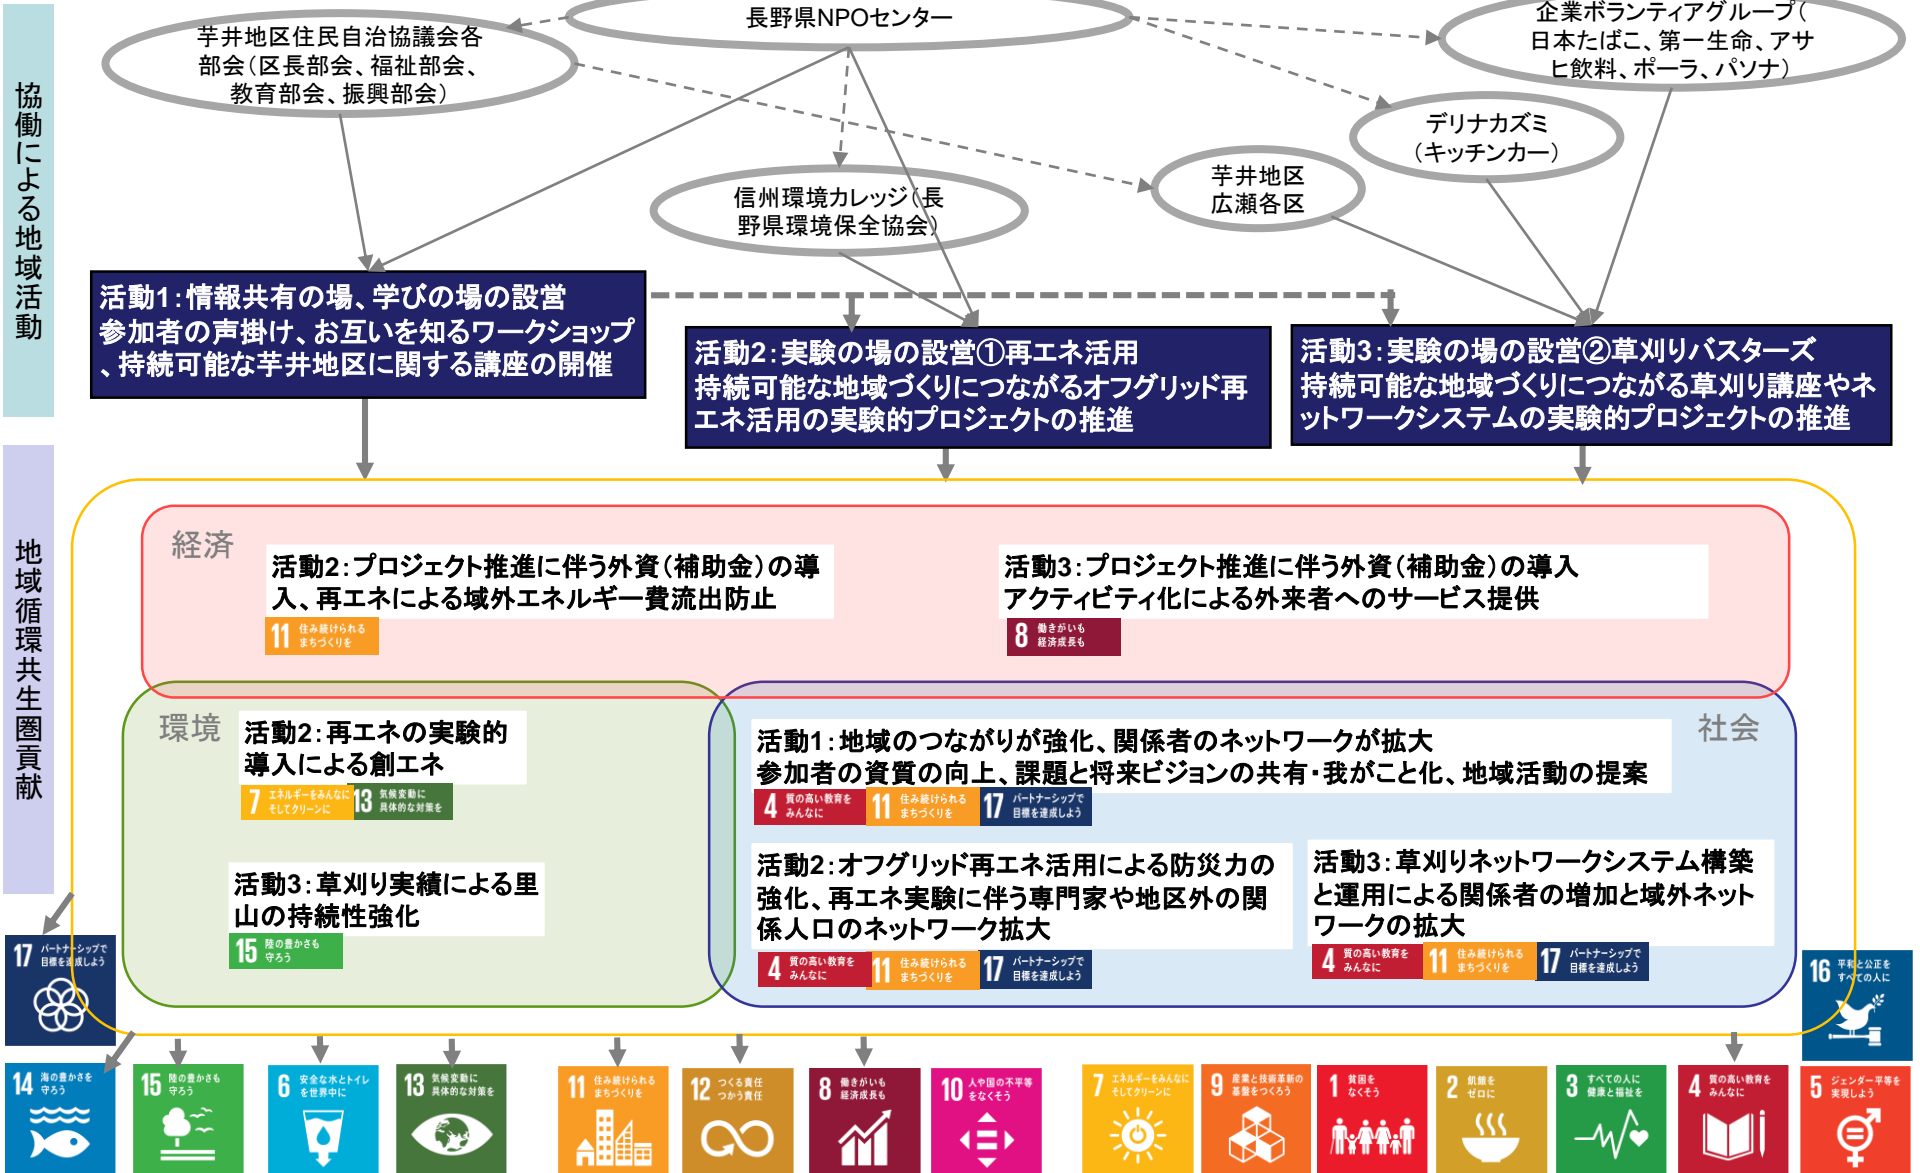 協働による地域活動
長野県NPOセンター
芋井地区住民自治協議会各
部会(区長部会、福祉部会、
教育部会、振興部会)
企業ボランティアグループ(
日本たばこ、第一生命、アサ
ヒ飲料、ポーラ、パソナ)
デリナカズミ
(キッチンカー)
信州環境カレッジ(長
野県環境保全協会)
芋井地区
広瀬各区
活動1:情報共有の場、学びの場の設営
参加者の声掛け、お互いを知るワークショップ
、持続可能な芋井地区に関する講座の開催
活動2:実験の場の設営①再エネ活用
持続可能な地域づくりにつながるオフグリッド再
エネ活用の実験的プロジェクトの推進
活動3:実験の場の設営②草刈りバスターズ
持続可能な地域づくりにつながる草刈り講座やネ
ットワークシステムの実験的プロジェクトの推進
地域循環共生圏貢献
経済
活動2:プロジェクト推進に伴う外資(補助金)の導
入、再エネによる域外エネルギー費流出防止
11 住み続けられる
まちづくりを
活動3:プロジェクト推進に伴う外資(補助金)の導入
アクティビティ化による外来者へのサービス提供
8 働きがいも
経済成長も
環境
活動2:再エネの実験的
導入による創エネ
7 エネルギーをみんなに
そしてクリーンに
13 気候変動に
具体的な対策を
活動3:草刈り実績による里
山の持続性強化
15 陸の豊かさも
守ろう
社会
活動1:地域のつながりが強化、関係者のネットワークが拡大
参加者の資質の向上、課題と将来ビジョンの共有・我がこと化、地域活動の提案
4 質の高い教育を
みんなに
11 住み続けられる
まちづくりを
17 パートナーシップで
目標を達成しよう
活動2:オフグリッド再エネ活用による防災力の
強化、再エネ実験に伴う専門家や地区外の関
係人口のネットワーク拡大
4 質の高い教育を
みんなに
11 住み続けられる
まちづくりを
17 パートナーシップで
目標を達成しよう
活動3:草刈りネットワークシステム構築
と運用による関係者の増加と域外ネット
ワークの拡大
4 質の高い教育を
みんなに
11 住み続けられる
まちづくりを
17 パートナーシップで
目標を達成しよう
17 パートナーシップで
目標を達成しよう
16 平和と公正を
すべての人に
14 海の豊かさを
守ろう
15 陸の豊かさも
守ろう
6 安全な水とトイレ
を世界中に
13 気候変動に
具体的な対策を
11 住み続けられる
まちづくりを
12 つくる責任
つかう責任
8 働きがいも
経済成長も
10 人や国の不平等
をなくそう
7 エネルギーをみんなに
そしてクリーンに
9 産業と技術革新の
基盤をつくろう
1 貧困を
なくそう
2 飢餓を
ゼロに
3 すべての人に
健康と福祉を
4 質の高い教育を
みんなに
5 ジェンダー平等を
実現しよう